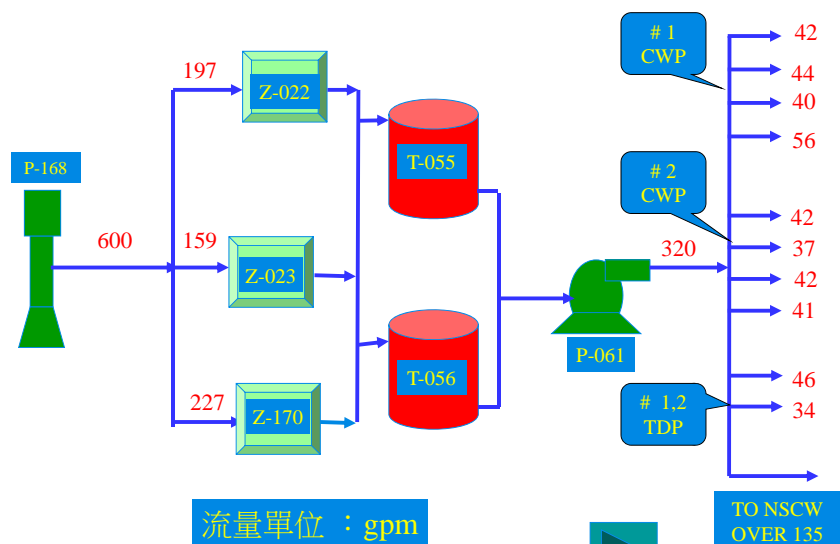 P-168
600
197
159
227
Z-022
Z-023
Z-170
T-055
T-056
P-061
320
# 1
CWP
# 2
CWP
# 1,2
TDP
42
44
40
56
42
37
42
41
46
34
TO NSCW
OVER 135
流量單位 ：gpm